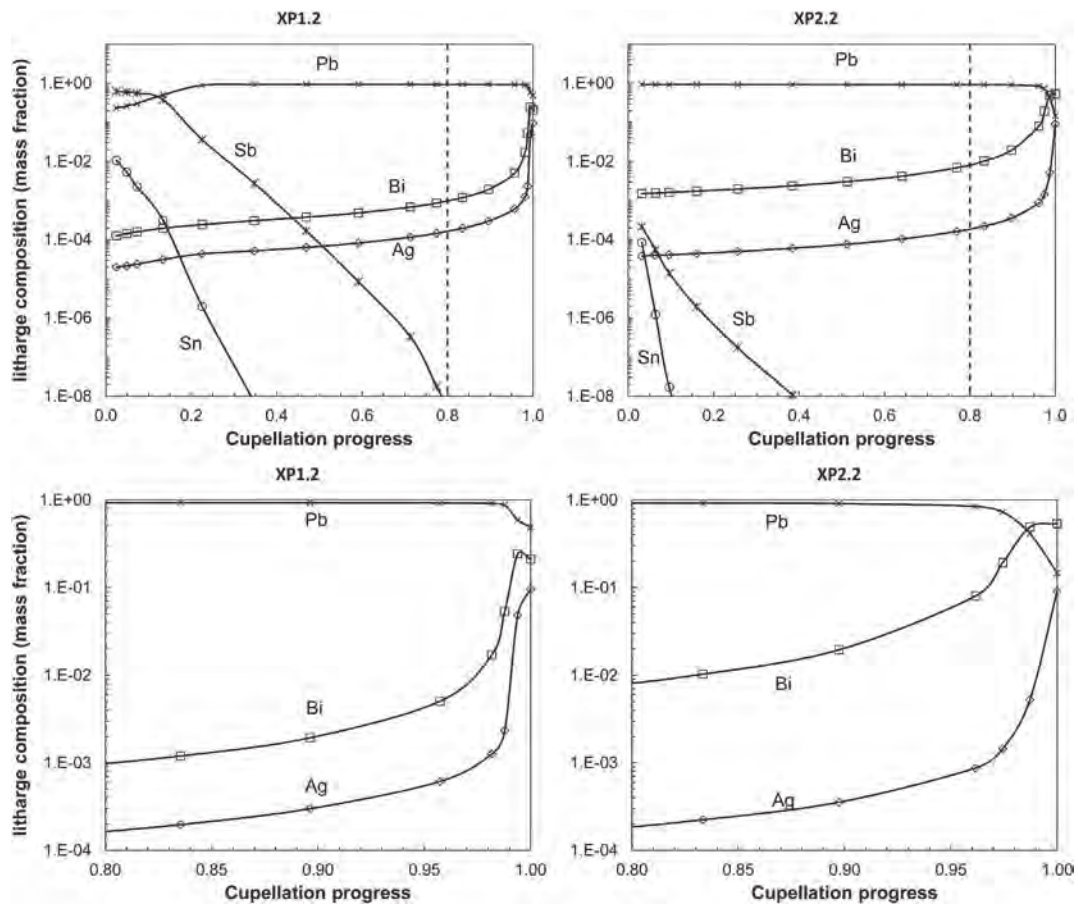 XP1.2
XP2.2
litharge composition (mass fraction)
1.E+00
1.E-02
1.E-04
1.E-06
1.E-08
Pb
Sb
Bi
Ag
Sn
0.0 0.2 0.4 0.6 0.8 1.0
Cupellation progress
1.E+00
1.E-02
1.E-04
1.E-06
1.E-08
Pb
Bi
Ag
Sb
Sn
0.0 0.2 0.4 0.6 0.8 1.0
Cupellation progress
XP1.2
XP2.2
litharge composition (mass fraction)
1.E+00
1.E-01
1.E-02
1.E-03
1.E-04
Pb
Bi
Ag
0.80 0.85 0.90 0.95 1.00
Cupellation progress
1.E+00
1.E-01
1.E-02
1.E-03
1.E-04
Pb
Bi
Ag
0.80 0.85 0.90 0.95 1.00
Cupellation progress